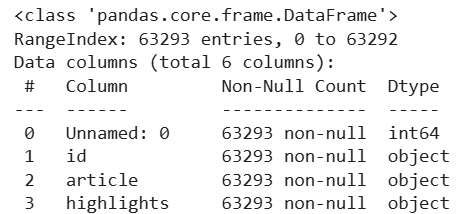 <class 'pandas.core.frame.DataFrame'>
RangeIndex: 63293 entries, 0 to 63292
Data columns (total 6 columns):
 #   Column      Non-Null Count  Dtype
---  ------      --------------  -----
 0   Unnamed: 0  63293 non-null  int64
 1   id          63293 non-null  object
 2   article     63293 non-null  object
 3   highlights  63293 non-null  object